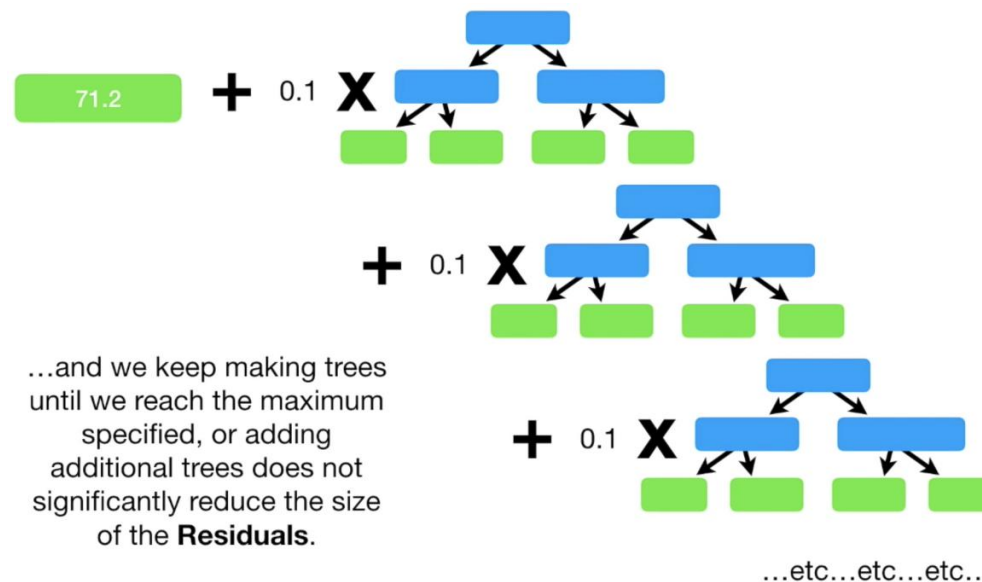 71.2 + 0.1 X
+ 0.1 X
…and we keep making trees
until we reach the maximum
specified, or adding
additional trees does not
significantly reduce the size
of the Residuals.
+ 0.1 X
…etc…etc…etc…